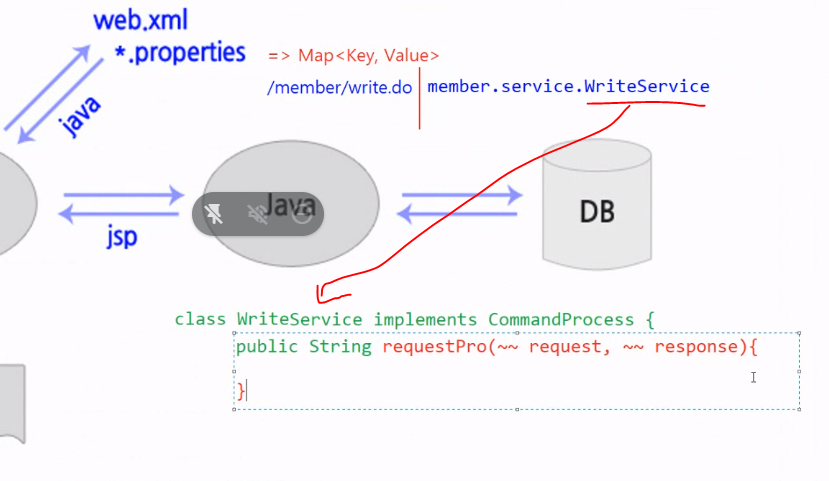 web.xml
*.properties => Map<Key, Value>
/member/write.do member.service.WriteService
java
Java
DB
jsp
class WriteService implements CommandProcess {
public String requestPro(~~ request, ~~ response){
}